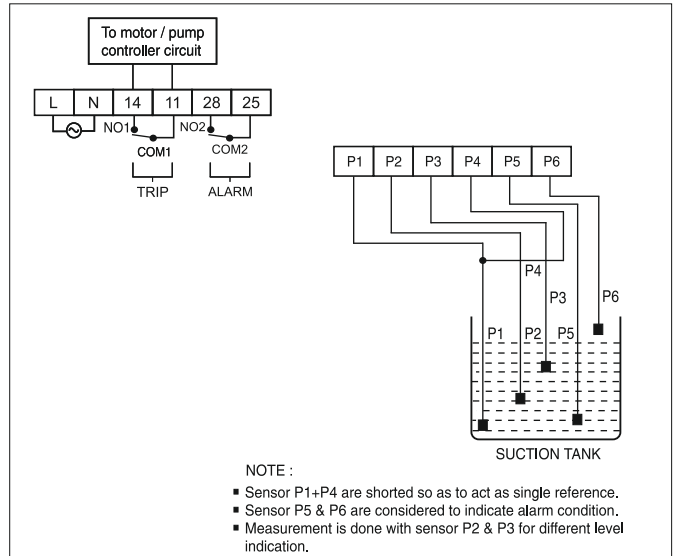 To motor / pump
controller circuit
L N 14 11 28 25
NO1 NO2
COM1 COM2
TRIP ALARM
P1 P2 P3 P4 P5 P6
P4
P3 P6
P1 P2 P5
SUCTION TANK
NOTE :
■ Sensor P1+P4 are shorted so as to act as single reference.
■ Sensor P5 & P6 are considered to indicate alarm condition.
■ Measurement is done with sensor P2 & P3 for different level
indication.